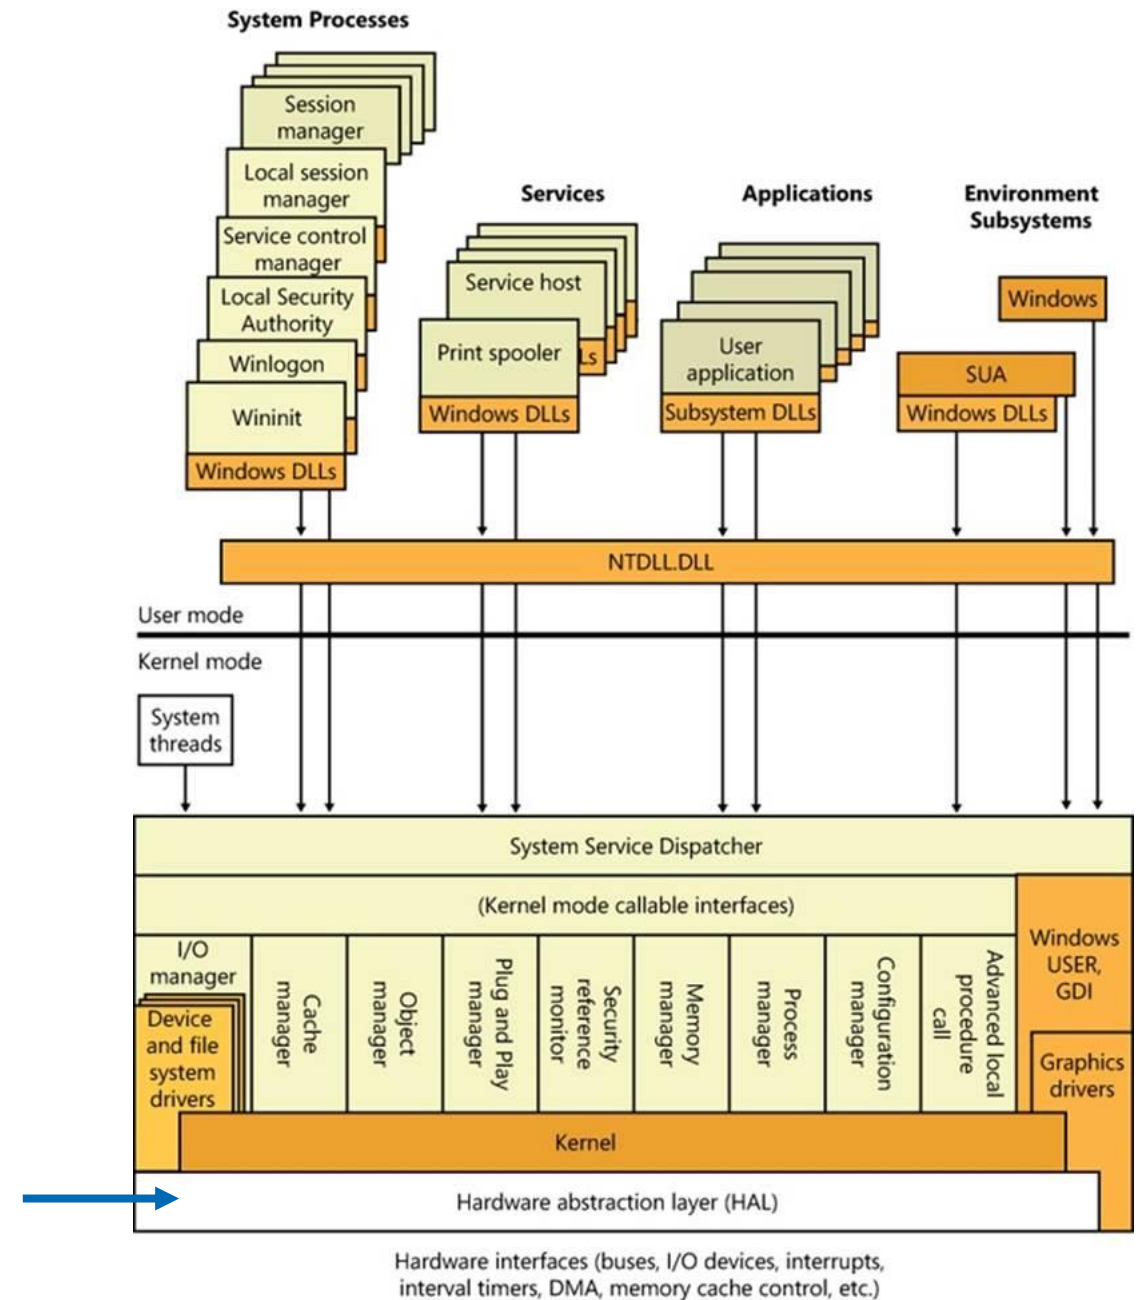 System Processes
Session
manager
Local session
manager
Service control
manager
Local Security
Authority
Winlogon
Wininit
Windows DLLs
Services
Service host
Print spooler
Ls
Windows DLLs
Applications
User
application
Subsystem DLLs
Environment
Subsystems
Windows
SUA
Windows DLLs
NTDLL.DLL
User mode
Kernel mode
System
threads
System Service Dispatcher
(Kernel mode callable interfaces)
I/O
manager
Device
and file
system
drivers
Cache
manager
Object
manager
Plug and Play
manager
Security
reference
monitor
Memory
manager
Process
manager
Configuration
manager
Advanced local
procedure
call
Windows
USER,
GDI
Graphics
drivers
Kernel
Hardware abstraction layer (HAL)
Hardware interfaces (buses, I/O devices, interrupts,
interval timers, DMA, memory cache control, etc.)